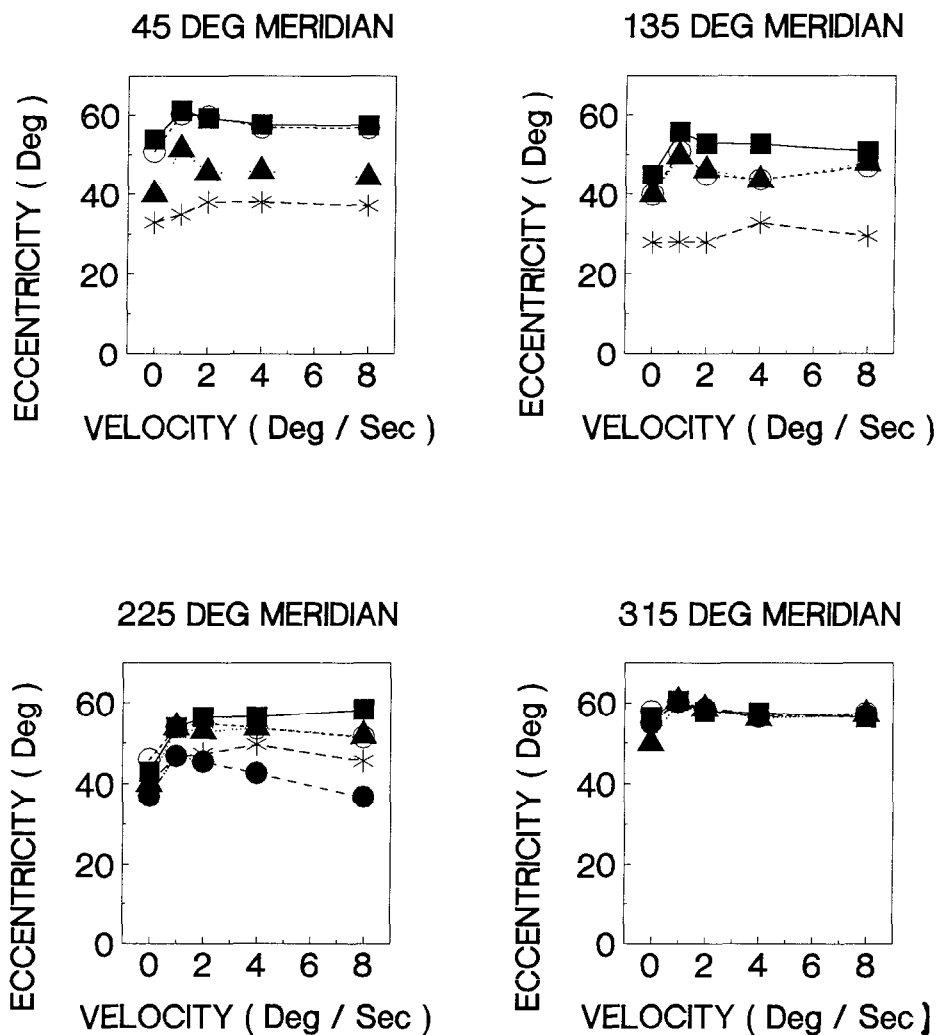 45 DEG MERIDIAN
ECCENTRICITY ( Deg )
60
40
20
0
0 2 4 6 8
VELOCITY ( Deg / Sec )
135 DEG MERIDIAN
ECCENTRICITY ( Deg )
60
40
20
0
0 2 4 6 8
VELOCITY ( Deg / Sec )
225 DEG MERIDIAN
ECCENTRICITY ( Deg )
60
40
20
0
0 2 4 6 8
VELOCITY ( Deg / Sec )
315 DEG MERIDIAN
ECCENTRICITY ( Deg )
60
40
20
0
0 2 4 6 8
VELOCITY ( Deg / Sec ]